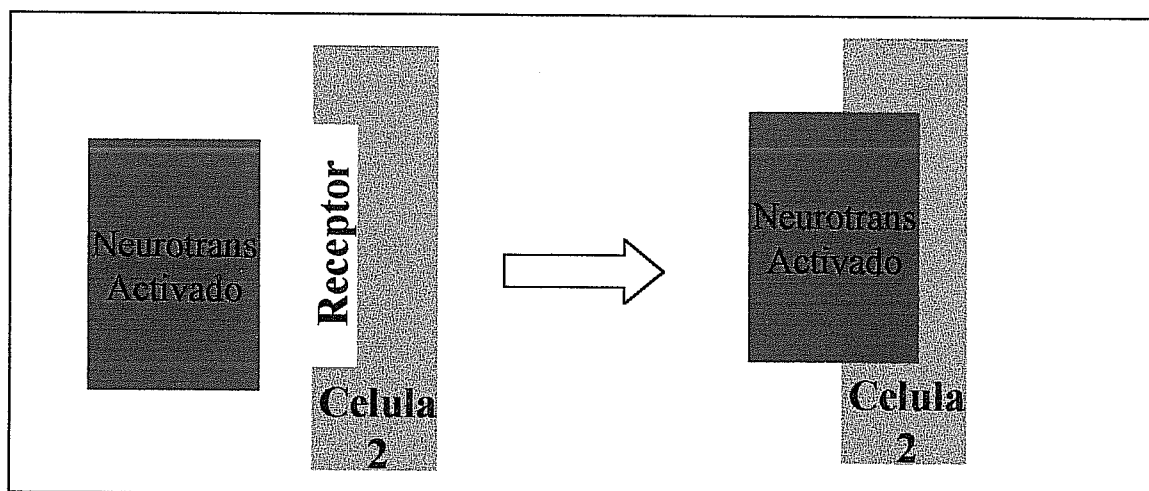 Neurotrans
Activado
Receptor
Celula
2
Neurotrans
Activado
Celula
2